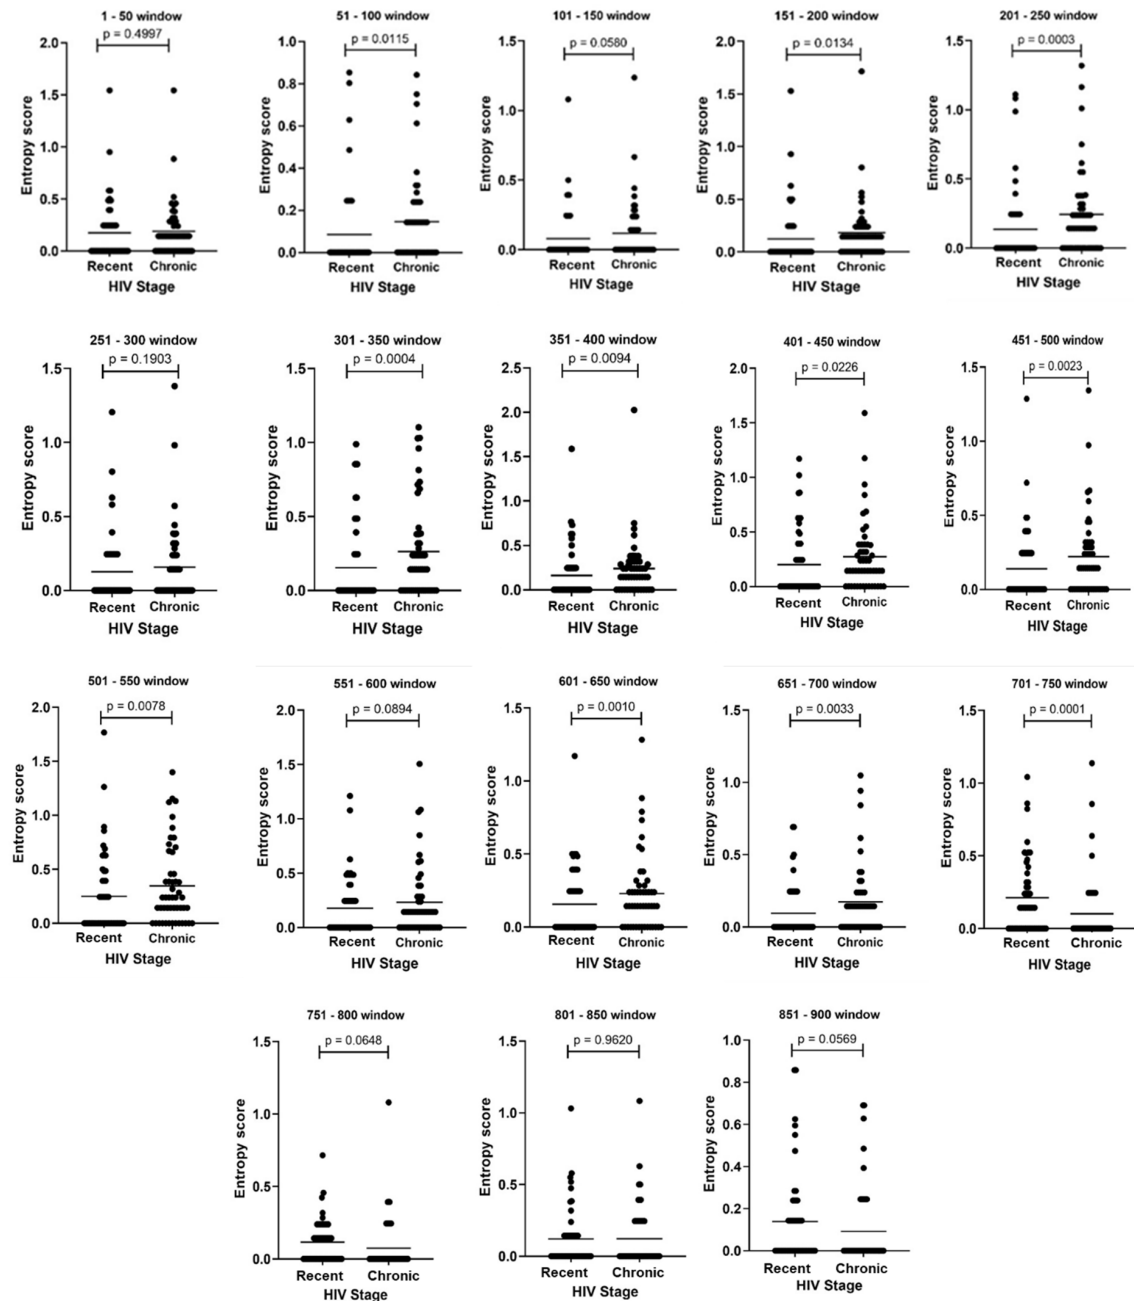 1 - 50 window
p = 0.4997
2.0
1.5
1.0
0.5
0.0
Entropy score
Recent Chronic
HIV Stage
51 - 100 window
p = 0.0115
1.0
0.8
0.6
0.4
0.2
0.0
Entropy score
Recent Chronic
HIV Stage
101 - 150 window
p = 0.0580
1.5
1.0
0.5
0.0
Entropy score
Recent Chronic
HIV Stage
151 - 200 window
p = 0.0134
2.0
1.5
1.0
0.5
0.0
Entropy score
Recent Chronic
HIV Stage
201 - 250 window
p = 0.0003
1.5
1.0
0.5
0.0
Entropy score
Recent Chronic
HIV Stage
251 - 300 window
p = 0.1903
1.5
1.0
0.5
0.0
Entropy score
Recent Chronic
HIV Stage
301 - 350 window
p = 0.0004
1.5
1.0
0.5
0.0
Entropy score
Recent Chronic
HIV Stage
351 - 400 window
p = 0.0094
2.5
2.0
1.5
1.0
0.5
0.0
Entropy score
Recent Chronic
HIV Stage
401 - 450 window
p = 0.0226
2.0
1.5
1.0
0.5
0.0
Entropy score
Recent Chronic
HIV Stage
451 - 500 window
p = 0.0023
1.5
1.0
0.5
0.0
Entropy score
Recent Chronic
HIV Stage
501 - 550 window
p = 0.0078
2.0
1.5
1.0
0.5
0.0
Entropy score
Recent Chronic
HIV Stage
551 - 600 window
p = 0.0894
2.0
1.5
1.0
0.5
0.0
Entropy score
Recent Chronic
HIV Stage
601 - 650 window
p = 0.0010
1.5
1.0
0.5
0.0
Entropy score
Recent Chronic
HIV Stage
651 - 700 window
p = 0.0033
1.5
1.0
0.5
0.0
Entropy score
Recent Chronic
HIV Stage
701 - 750 window
p = 0.0001
1.5
1.0
0.5
0.0
Entropy score
Recent Chronic
HIV Stage
751 - 800 window
p = 0.0648
1.5
1.0
0.5
0.0
Entropy score
Recent Chronic
HIV Stage
801 - 850 window
p = 0.9620
1.5
1.0
0.5
0.0
Entropy score
Recent Chronic
HIV Stage
851 - 900 window
p = 0.0569
1.0
0.8
0.6
0.4
0.2
0.0
Entropy score
Recent Chronic
HIV Stage